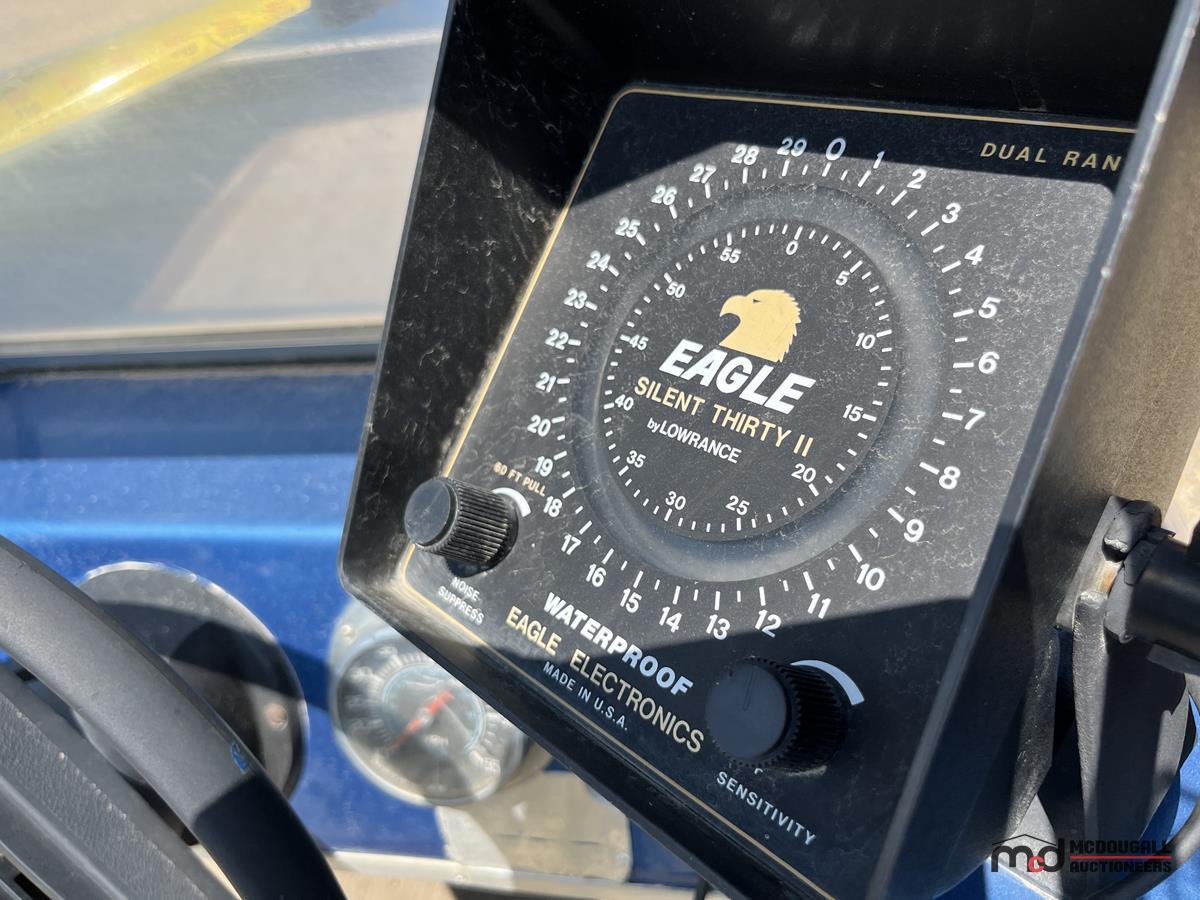 DUAL RAN
0 1 2 3 4 5 6 7 8 9 10 11 12 13 14 15 16 17 18 19 20 21 22 23 24 25 26 27 28 29
0 5 10 15 20 25 30 35 40 45 50 55
EAGLE
SILENT THIRTY II
by LOWRANCE
60 FT PULL
NOISE
SUPPRESS
WATERPROOF
EAGLE ELECTRONICS
MADE IN U.S.A.
SENSITIVITY
mcd MCDOUGALL
AUCTIONEERS